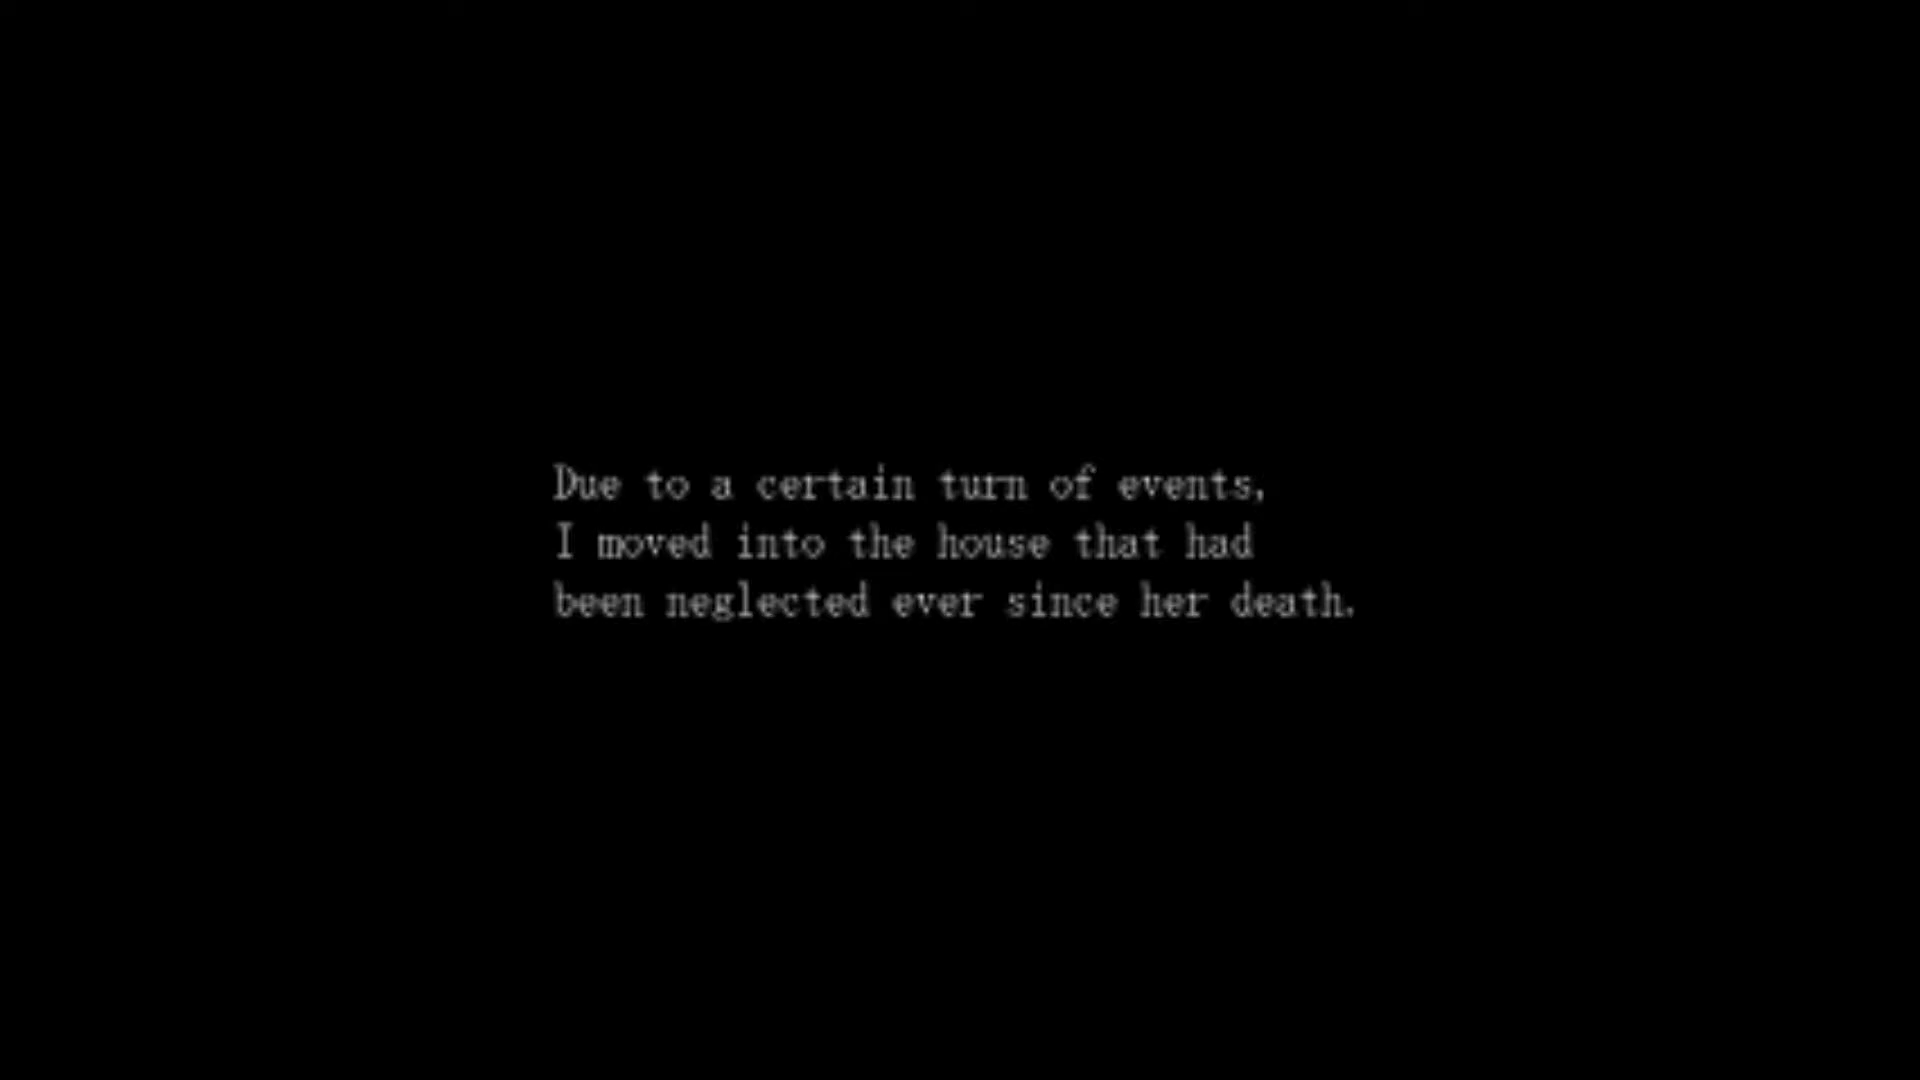 Due to a certain turn of events,
I moved into the house that had
been neglected ever since her death.